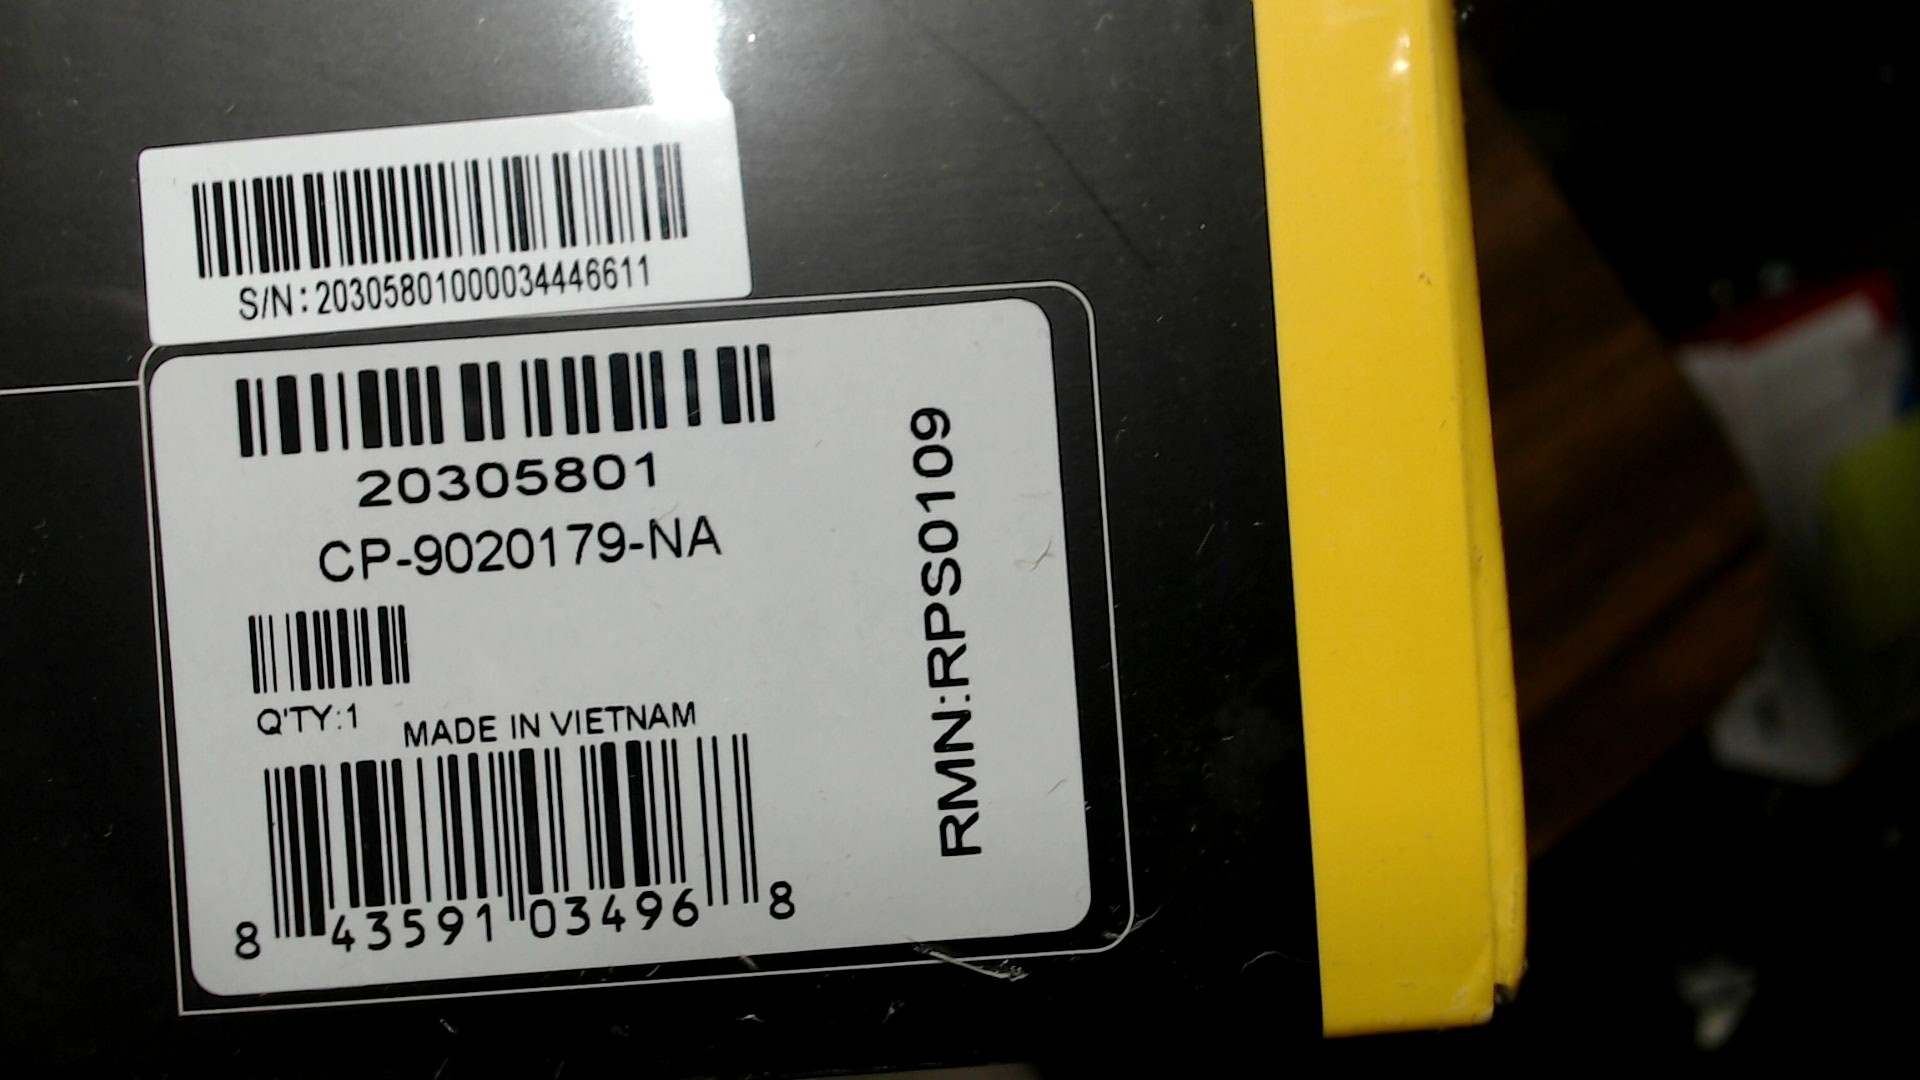 S/N:20305801000034446611
20305801
CP-9020179-NA
Q'TY:1
MADE IN VIETNAM
8 43591 03496 8
RMN:RPS0109